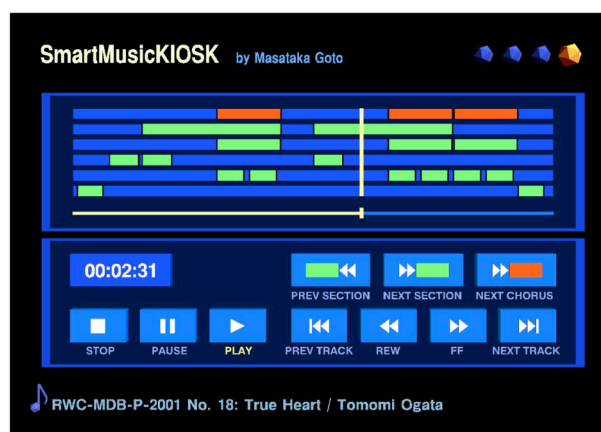 SmartMusicKIOSK by Masataka Goto
00:02:31
PREV SECTION NEXT SECTION NEXT CHORUS
STOP PAUSE PLAY PREV TRACK REW FF NEXT TRACK
RWC-MDB-P-2001 No. 18: True Heart / Tomomi Ogata